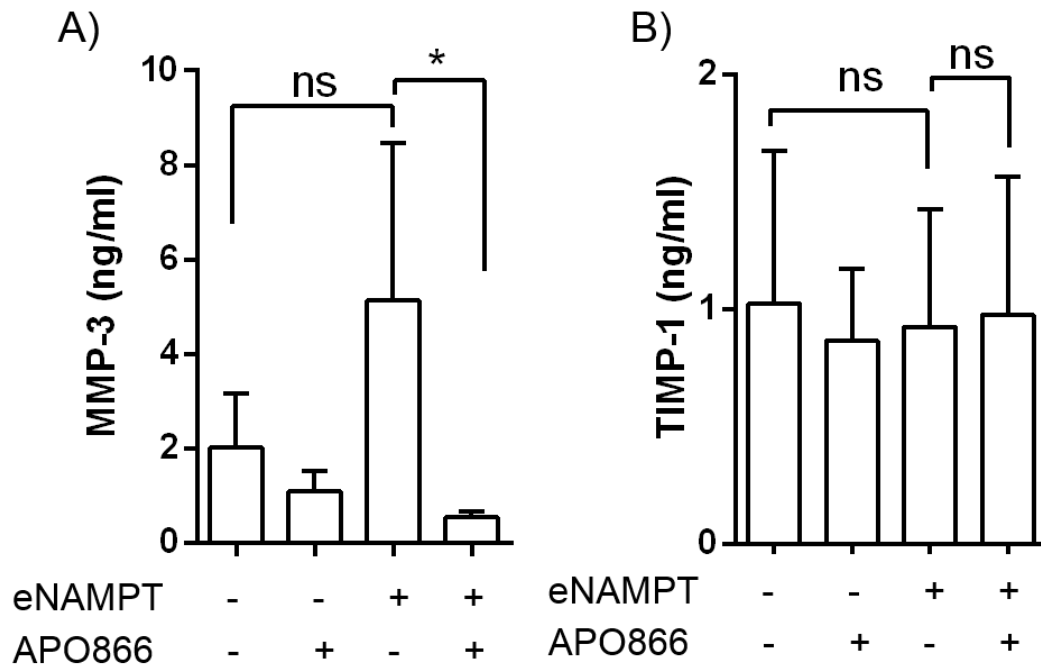 A)
MMP-3 (ng/ml)
10
8
6
4
2
0
ns
*
eNAMPT - - + +
APO866 - + - +
B)
TIMP-1 (ng/ml)
2
1
0
ns
ns
eNAMPT - - + +
APO866 - + - +